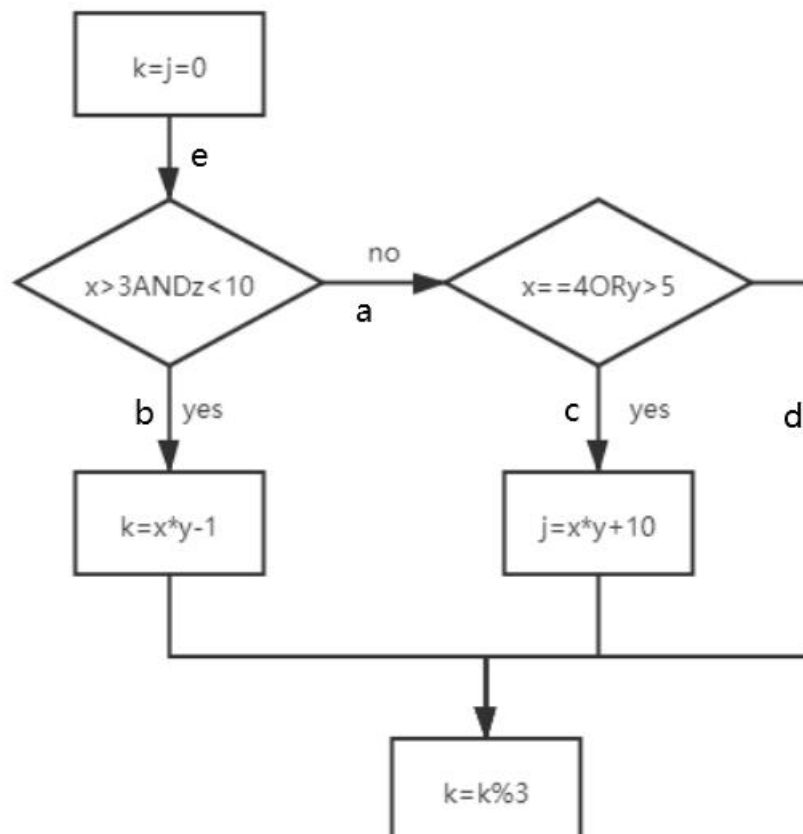 k=j=0
e
x>3ANDz<10
no
a
x==4ORy>5
b
yes
c
yes
d
k=x*y-1
j=x*y+10
k=k%3